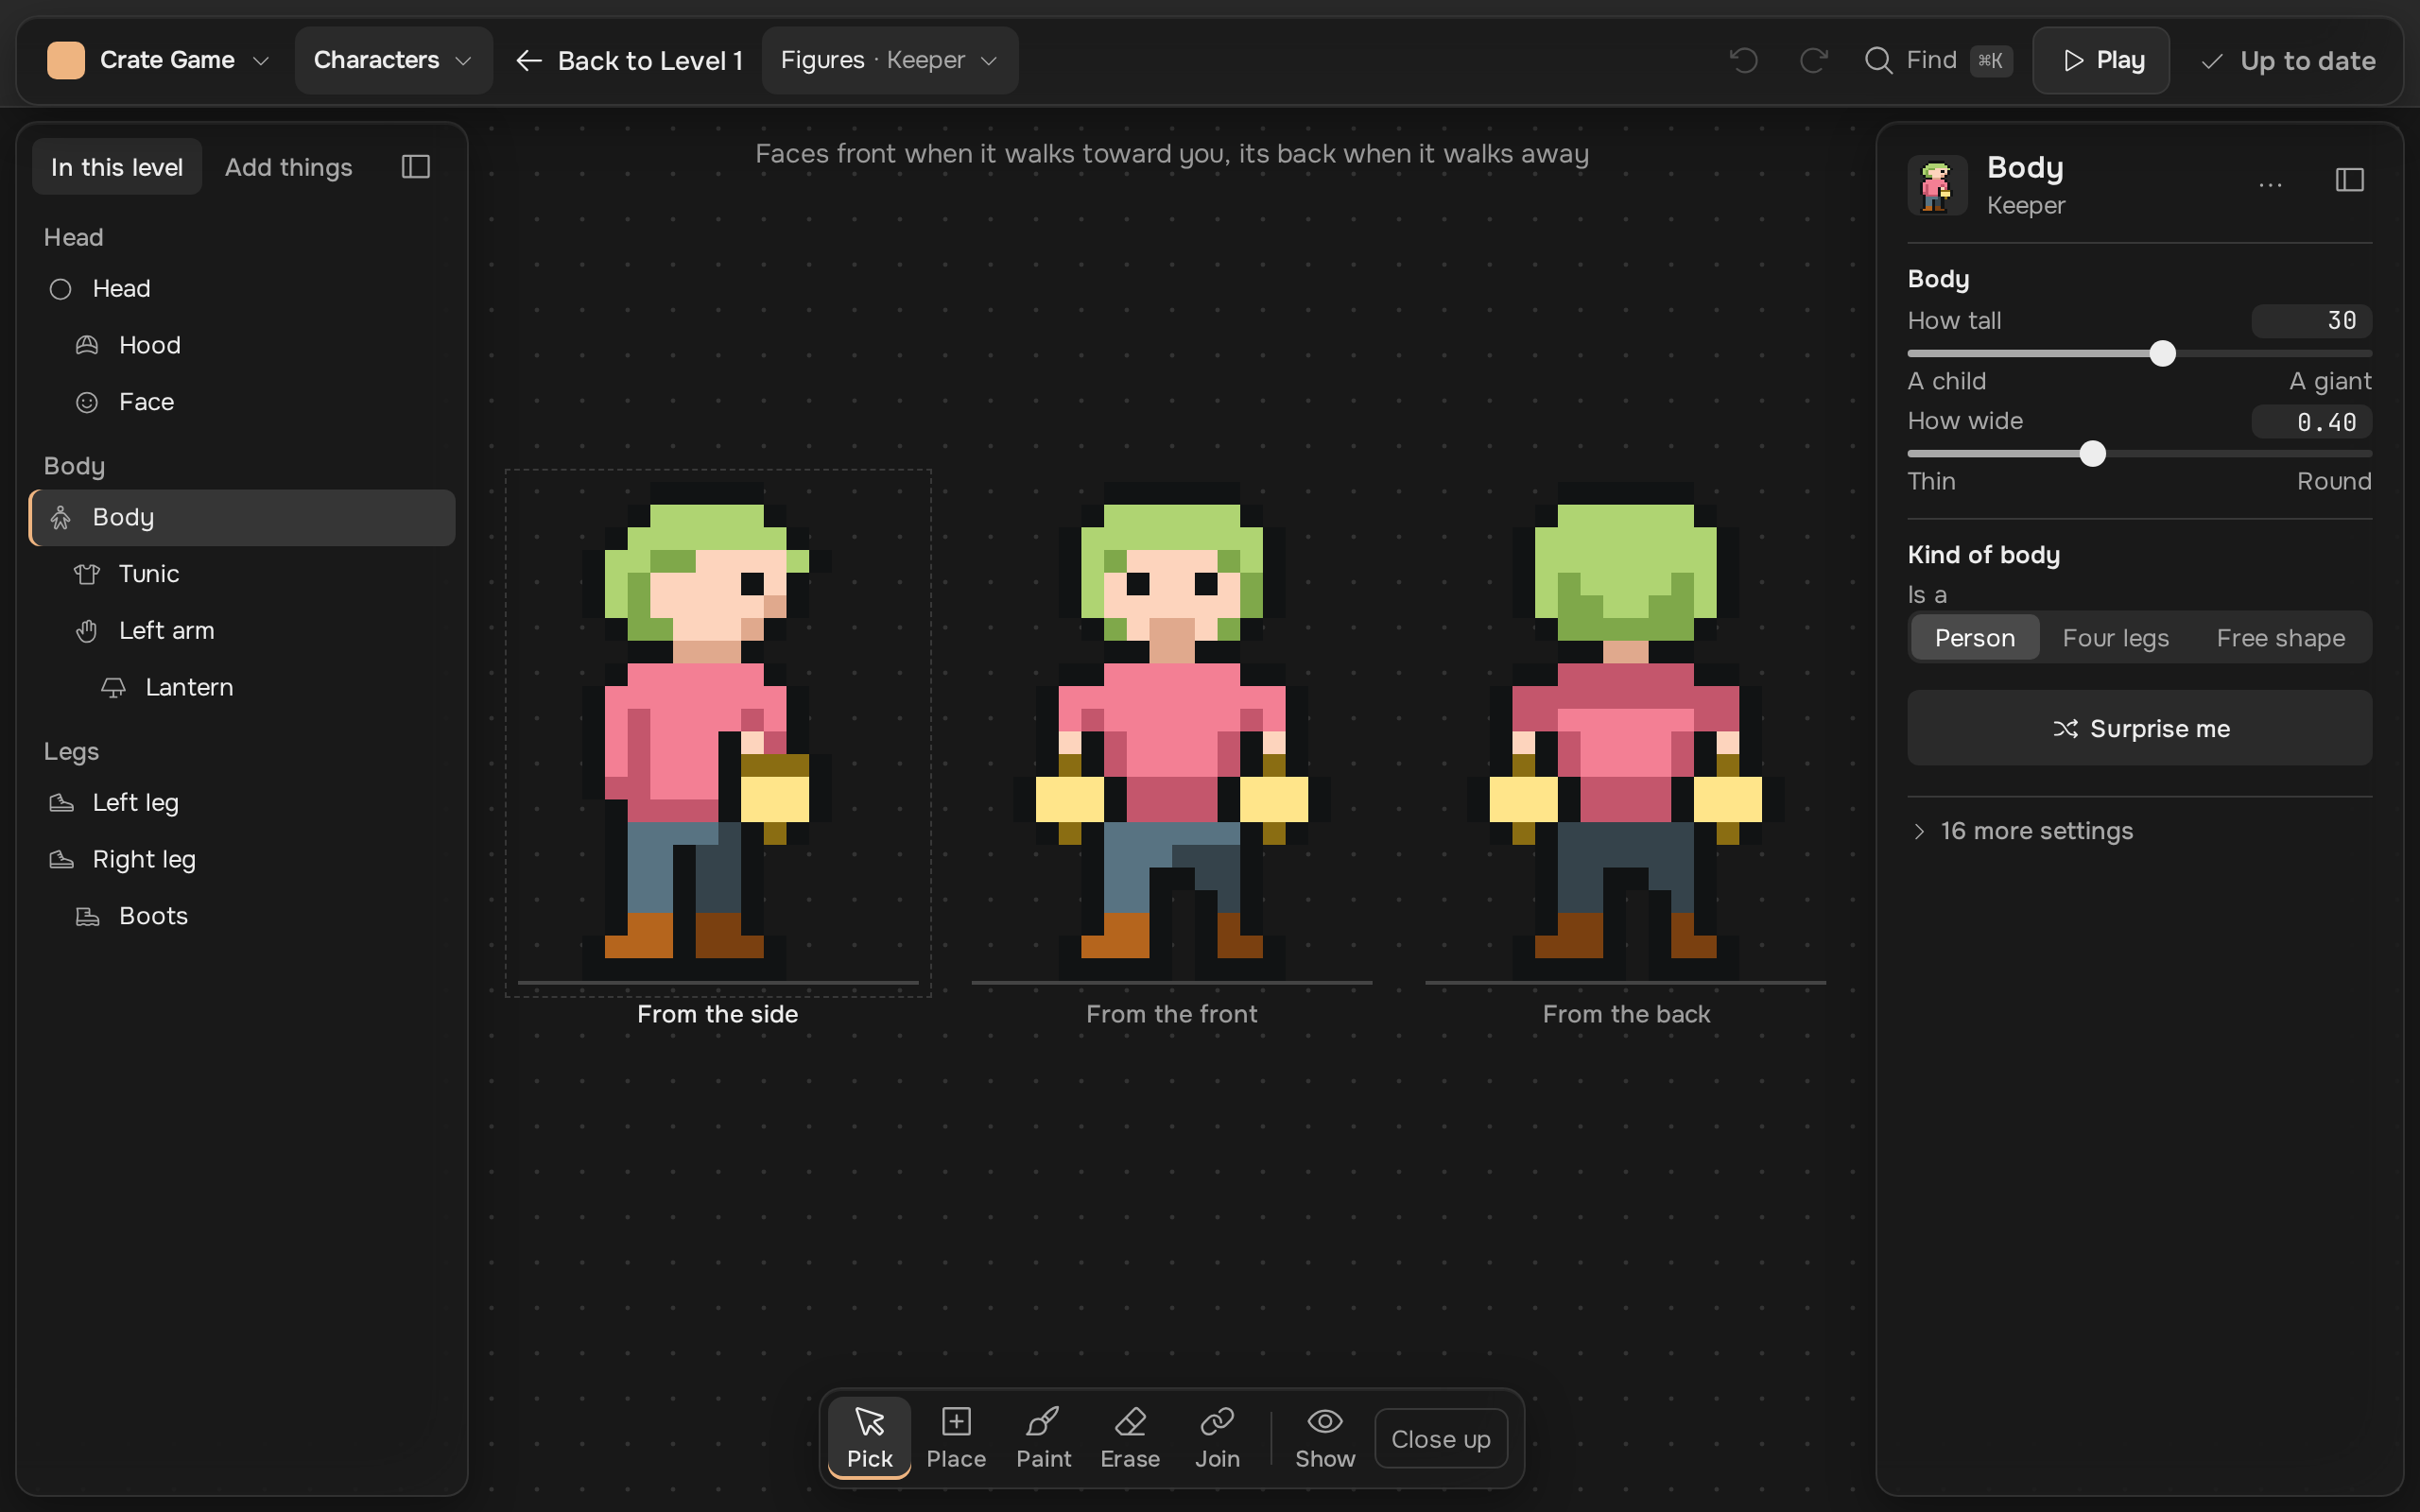 Crate Game
Characters
Back to Level 1
Figures · Keeper
Find ⌘K
Play
Up to date
In this level
Add things
Head
Head
Hood
Face
Body
Body
Tunic
Left arm
Lantern
Legs
Left leg
Right leg
Boots
Faces front when it walks toward you, its back when it walks away
From the side
From the front
From the back
Pick
Place
Paint
Erase
Join
Show
Close up
Body
Keeper
...
Body
How tall 30
A child A giant
How wide 0.40
Thin Round
Kind of body
Is a
Person Four legs Free shape
Surprise me
16 more settings